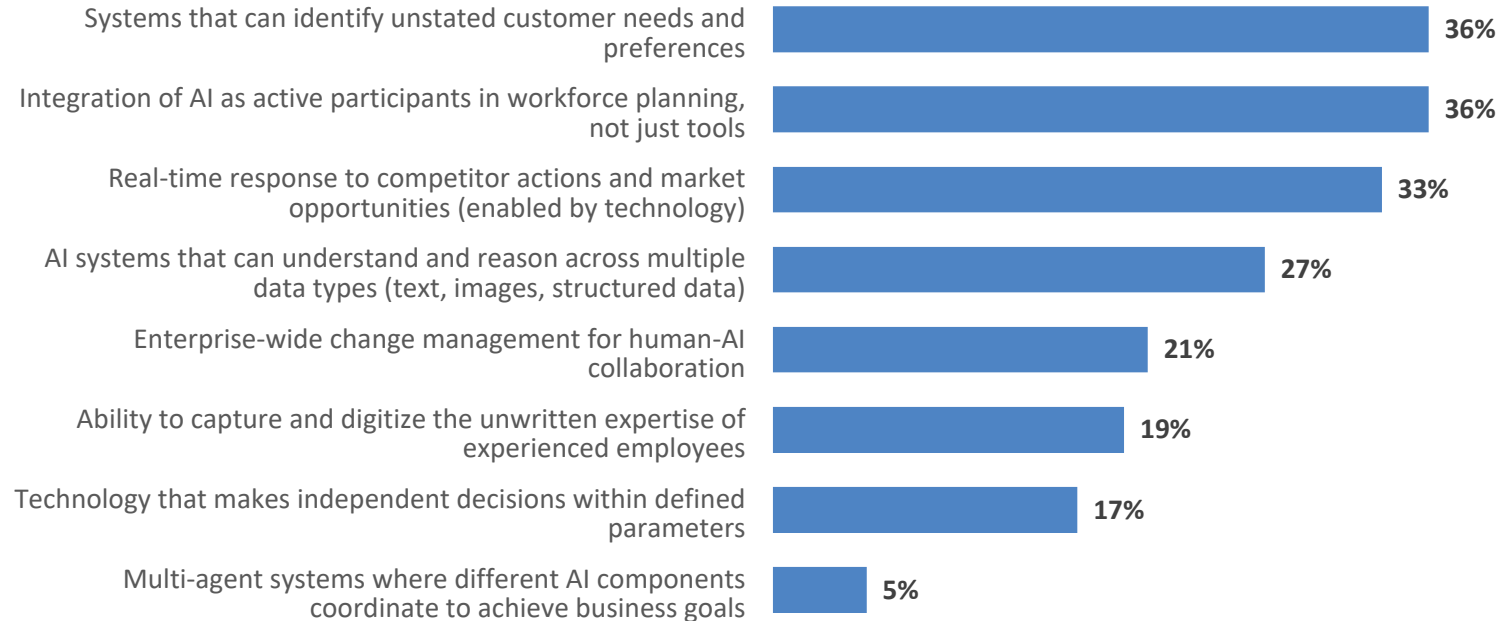 Systems that can identify unstated customer needs and
preferences
36%
Integration of AI as active participants in workforce planning,
not just tools
36%
Real-time response to competitor actions and market
opportunities (enabled by technology)
33%
AI systems that can understand and reason across multiple
data types (text, images, structured data)
27%
Enterprise-wide change management for human-AI
collaboration
21%
Ability to capture and digitize the unwritten expertise of
experienced employees
19%
Technology that makes independent decisions within defined
parameters
17%
Multi-agent systems where different AI components
coordinate to achieve business goals
5%